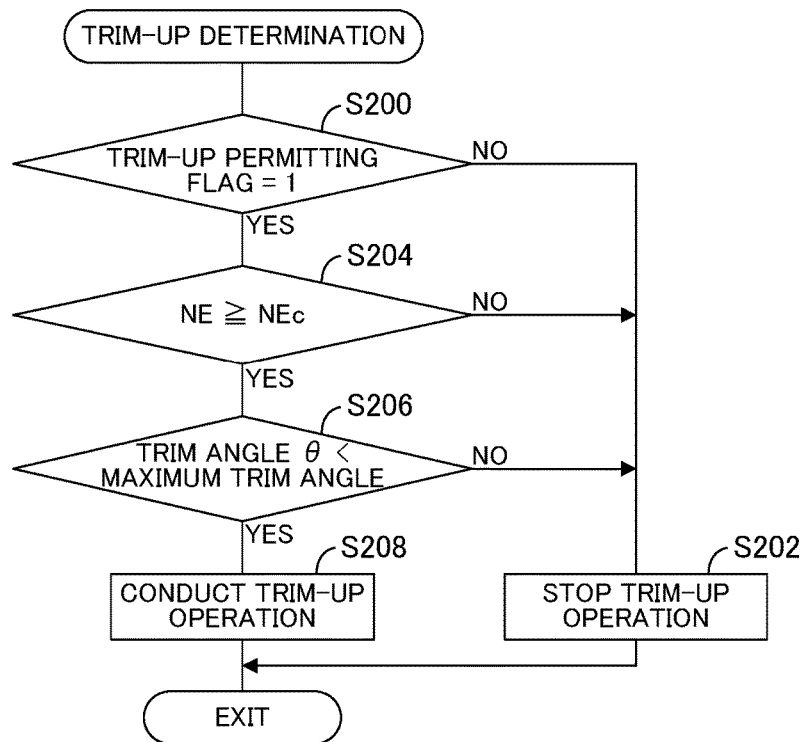 TRIM-UP DETERMINATION
S200
TRIM-UP PERMITTING
FLAG = 1
NO
YES
S204
NE ≧ NEc
NO
YES
S206
TRIM ANGLE θ <
MAXIMUM TRIM ANGLE
NO
YES
S208
CONDUCT TRIM-UP
OPERATION
S202
STOP TRIM-UP
OPERATION
EXIT